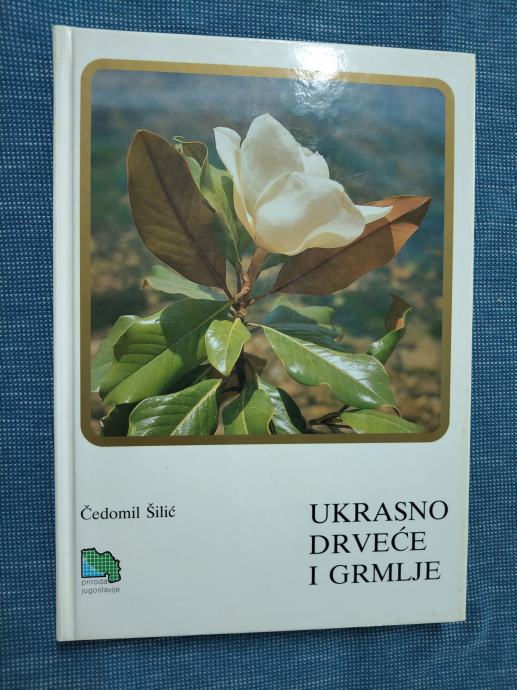 Čedomil Šilić
UKRASNO
DRVEĆE
I GRMLJE
priroda
jugoslavije